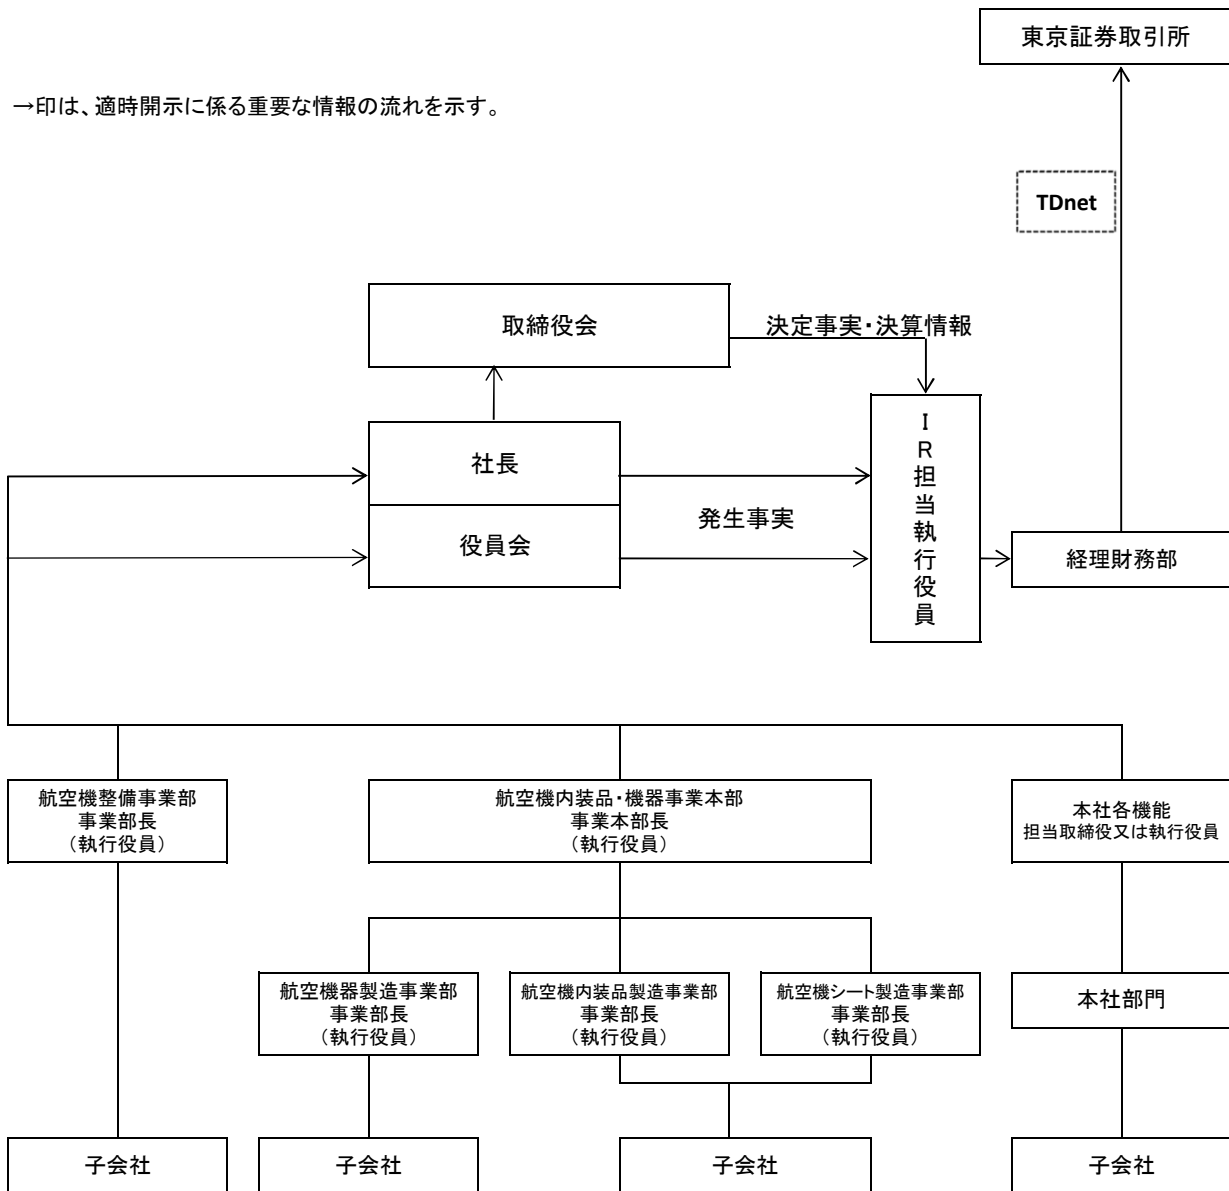 東京証券取引所
→印は、適時開示に係る重要な情報の流れを示す。
TDnet
取締役会
決定事実・決算情報
社長
役員会
発生事実
IR担当執行役員
経理財務部
航空機整備事業部
事業部長
（執行役員）
航空機内装品・機器事業本部
事業本部長
（執行役員）
本社各機能
担当取締役又は執行役員
航空機器製造事業部
事業部長
（執行役員）
航空機内装品製造事業部
事業部長
（執行役員）
航空機シート製造事業部
事業部長
（執行役員）
本社部門
子会社
子会社
子会社
子会社